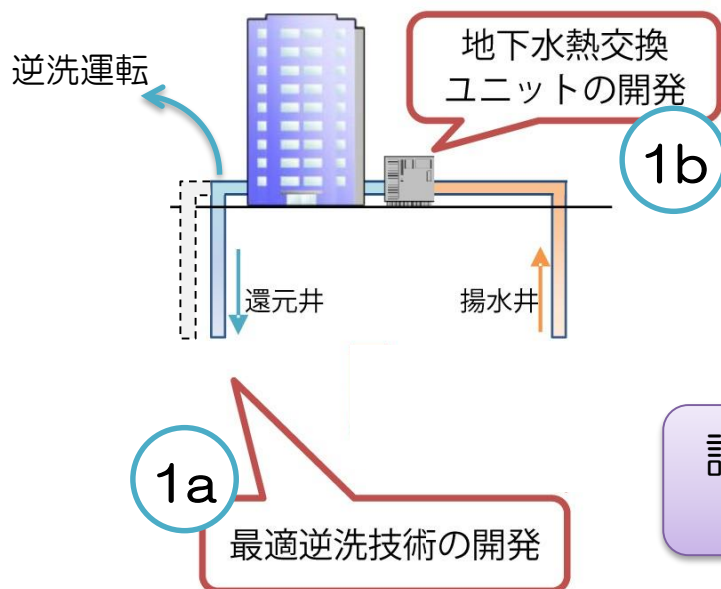 逆洗運転
地下水熱交換
ユニットの開発
1b
還元井
揚水井
1a
最適逆洗技術の開発